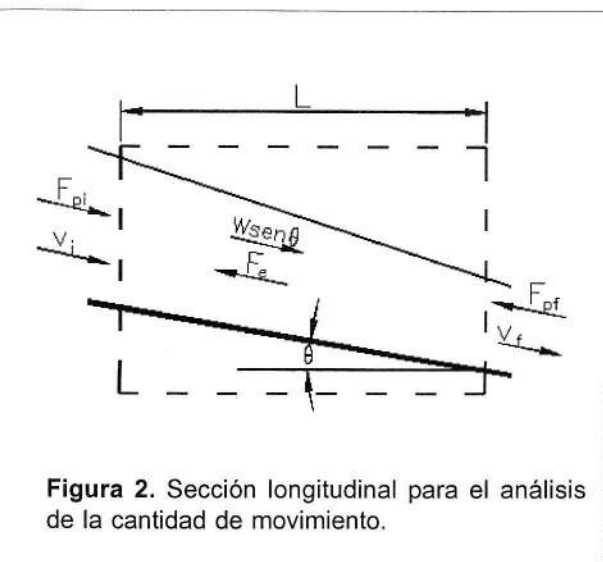 L
F_pi
Wsenθ
v_i
F_e
F_pf
v_f
θ
Figura 2. Sección longitudinal para el análisis
de la cantidad de movimiento.